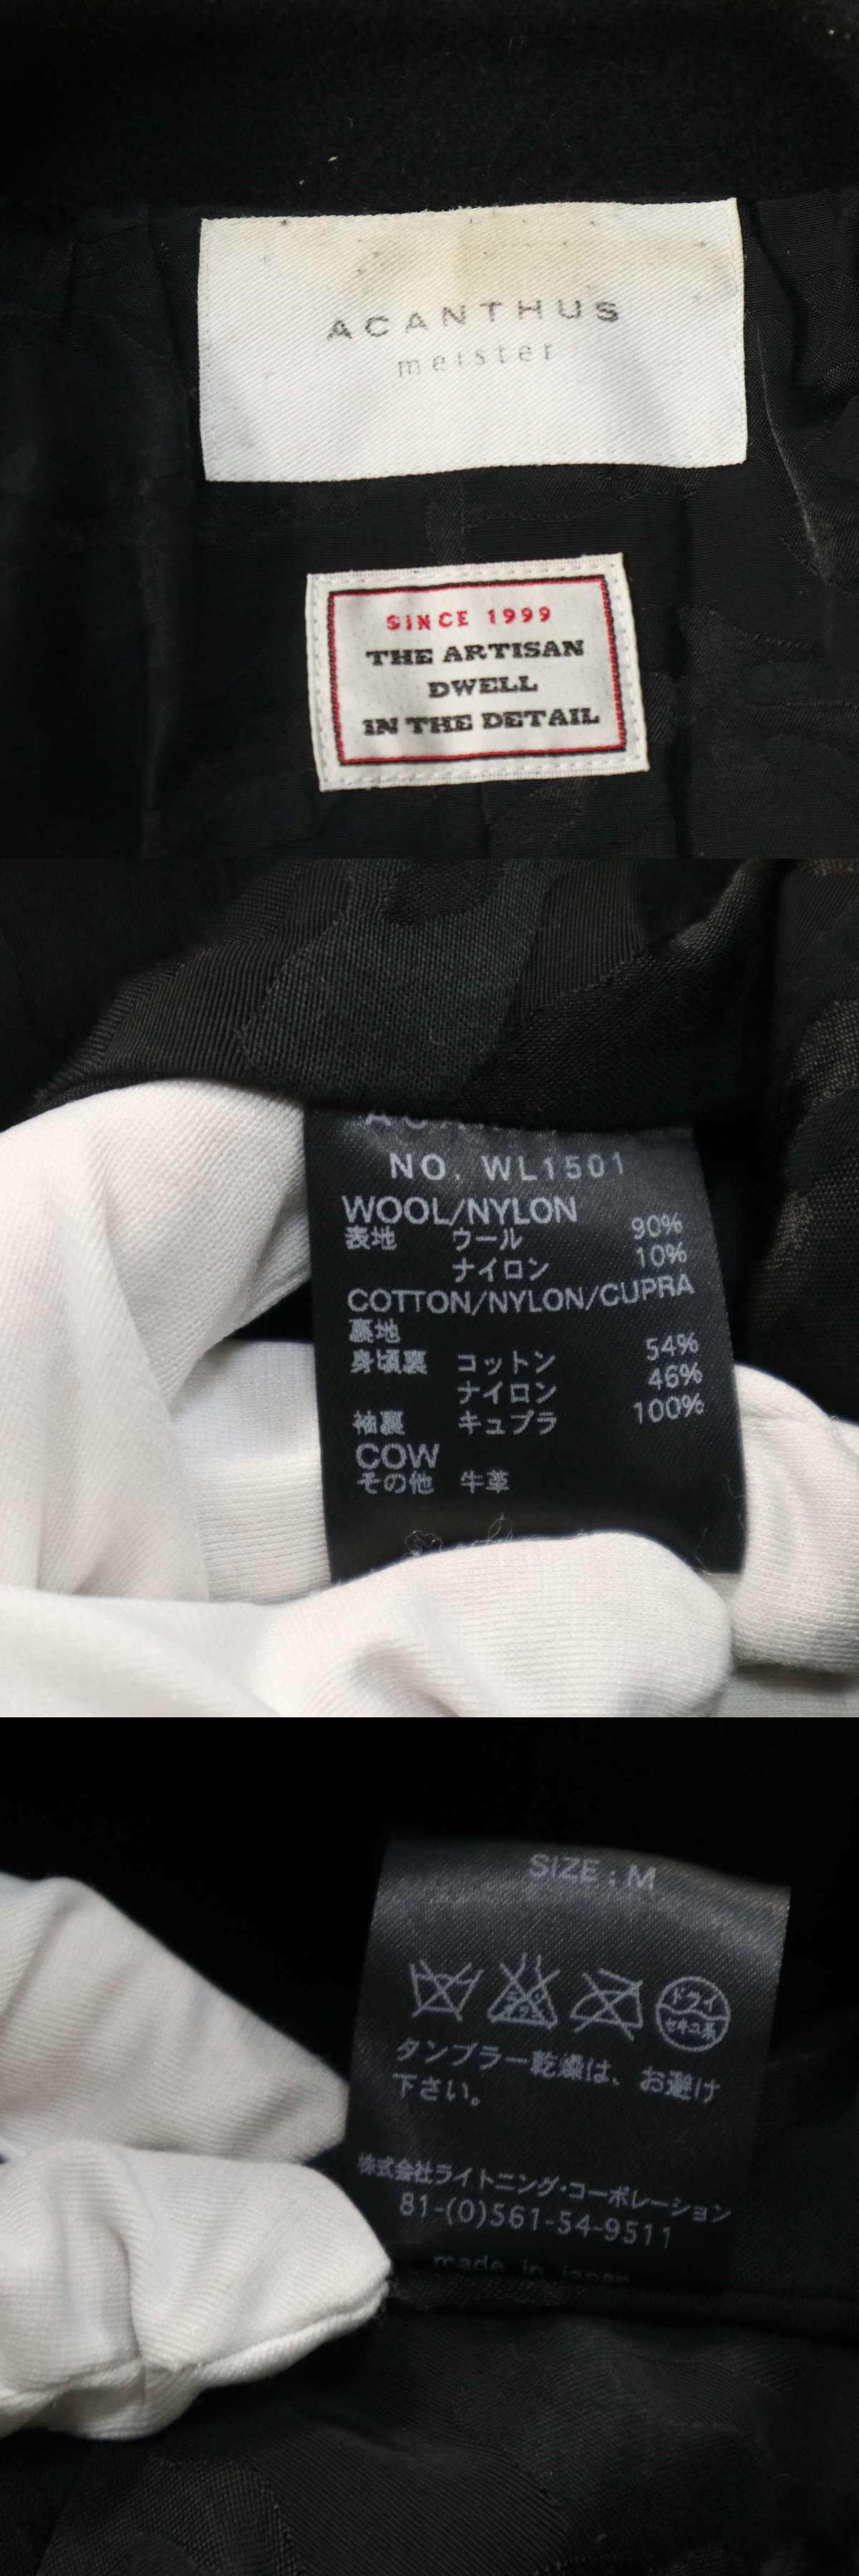 ACANTHUS
meister
SINCE 1999
THE ARTISAN
DWELL
IN THE DETAIL
NO. WL1501
WOOL/NYLON
表地 ウール 90%
ナイロン 10%
COTTON/NYLON/CUPRA
裏地
身頃裏 コットン 54%
ナイロン 46%
袖裏 キュプラ 100%
COW
その他 牛革
SIZE : M
ドライ
セキユ系
タンブラー乾燥は、お避け
下さい。
株式会社ライトニング・コーポレーション
81-(0)561-54-9511
made in japan